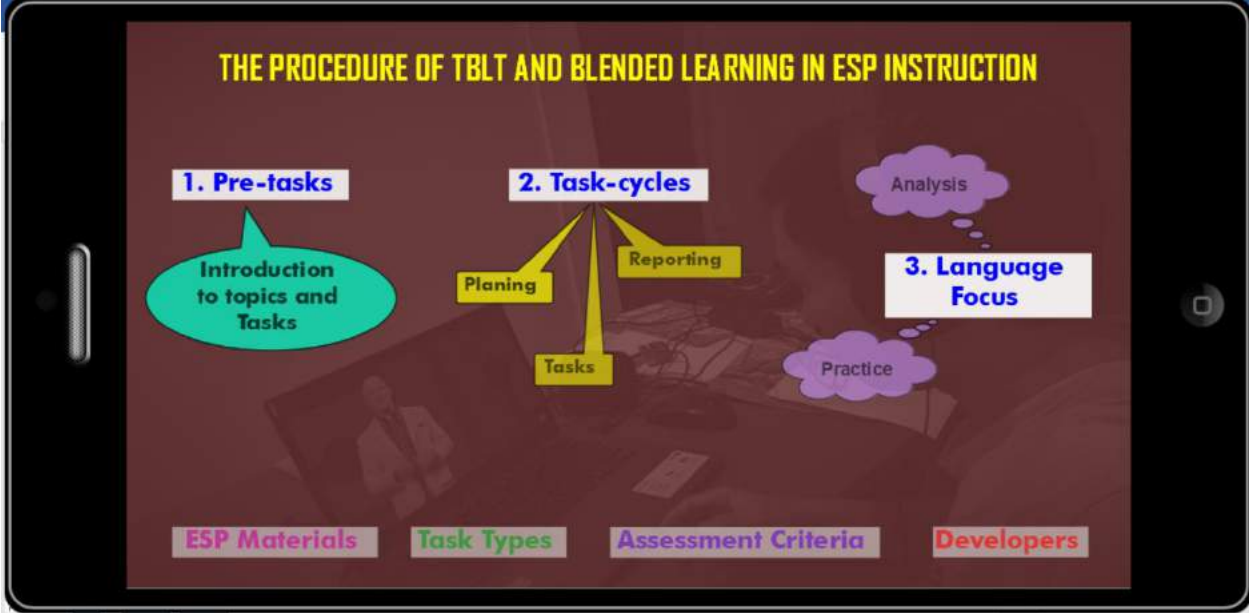 THE PROCEDURE OF TBLT AND BLENDED LEARNING IN ESP INSTRUCTION
1. Pre-tasks
Introduction
to topics and
Tasks
2. Task-cycles
Planing
Tasks
Reporting
Analysis
3. Language
Focus
Practice
ESP Materials
Task Types
Assessment Criteria
Developers